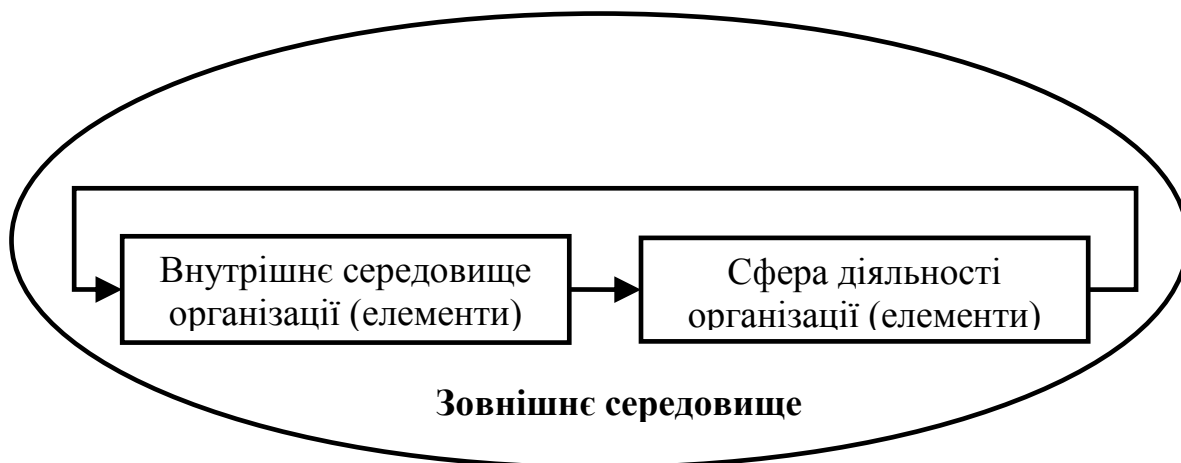 Внутрішнє середовище
організації (елементи)
Сфера діяльності
організації (елементи)
Зовнішнє середовище